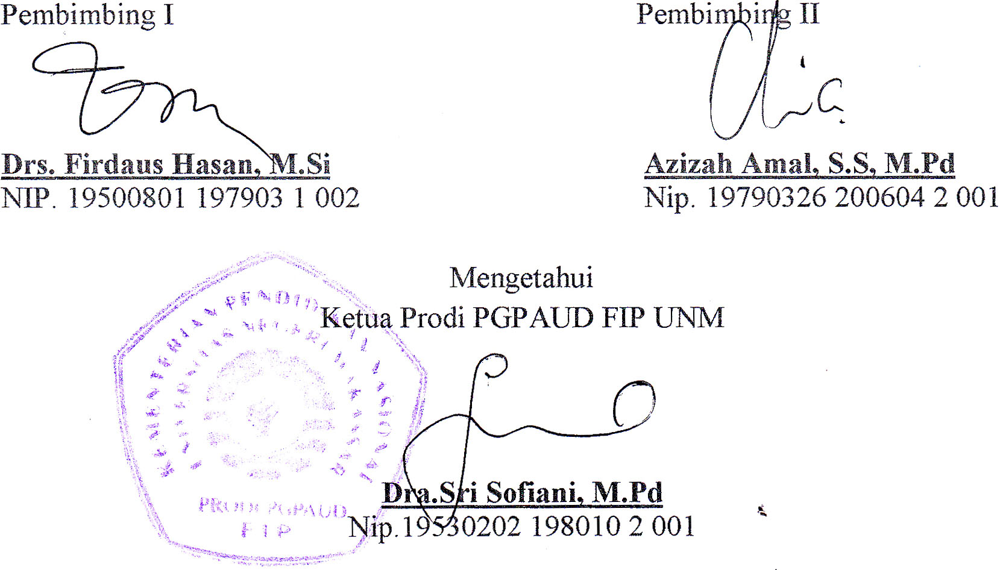 Pembimbing I
Pembimbing II
Drs. Firdaus Hasan, M.Si
NIP. 19500801 197903 1 002
Azizah Amal, S.S, M.Pd
Nip. 19790326 200604 2 001
Mengetahui
Ketua Prodi PGPAUD FIP UNM
KEMENTERIAN PENDIDIKAN NASIONAL
UNIVERSITAS NEGERI MAKASSAR
PRODI PGPAUD
FIP
Dra.Sri Sofiani, M.Pd
Nip.19530202 198010 2 001